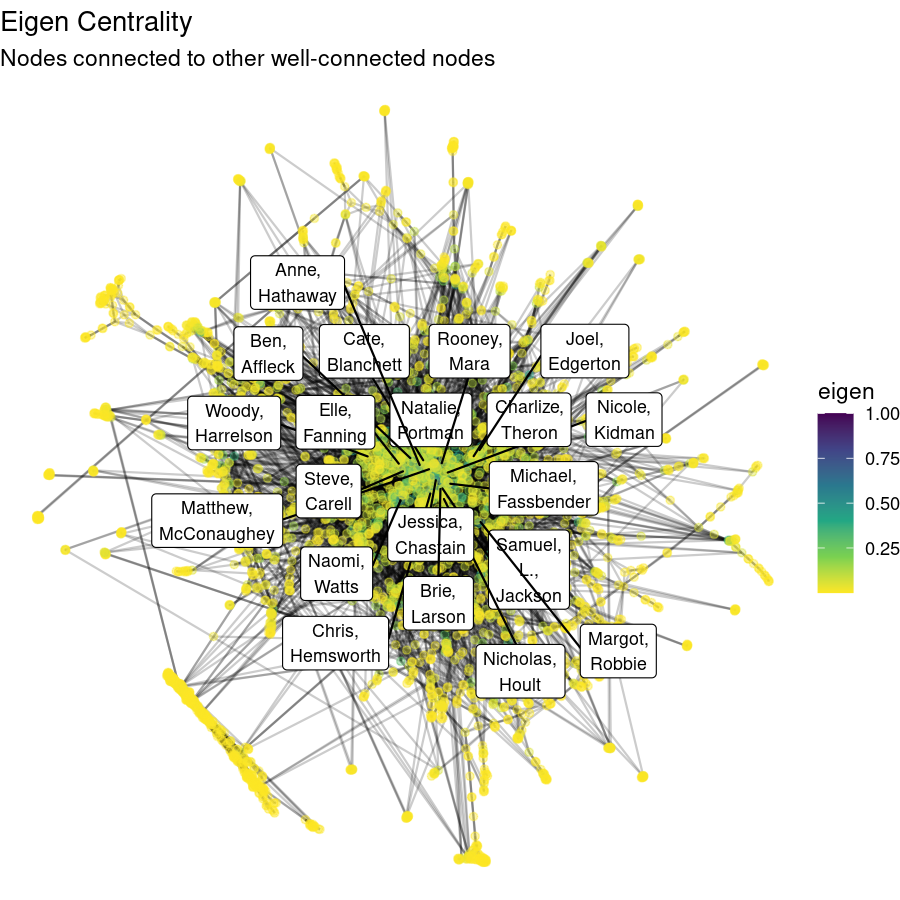 Eigen Centrality
Nodes connected to other well-connected nodes
Anne,
Hathaway
Ben,
Affleck
Cate,
Blanchett
Rooney,
Mara
Joel,
Edgerton
Woody,
Harrelson
Elle,
Fanning
Natalie,
Portman
Charlize,
Theron
Nicole,
Kidman
Steve,
Carell
Michael,
Fassbender
Matthew,
McConaughey
Jessica,
Chastain
Samuel,
L.,
Jackson
Naomi,
Watts
Brie,
Larson
Chris,
Hemsworth
Nicholas,
Hoult
Margot,
Robbie
eigen
1.00
0.75
0.50
0.25